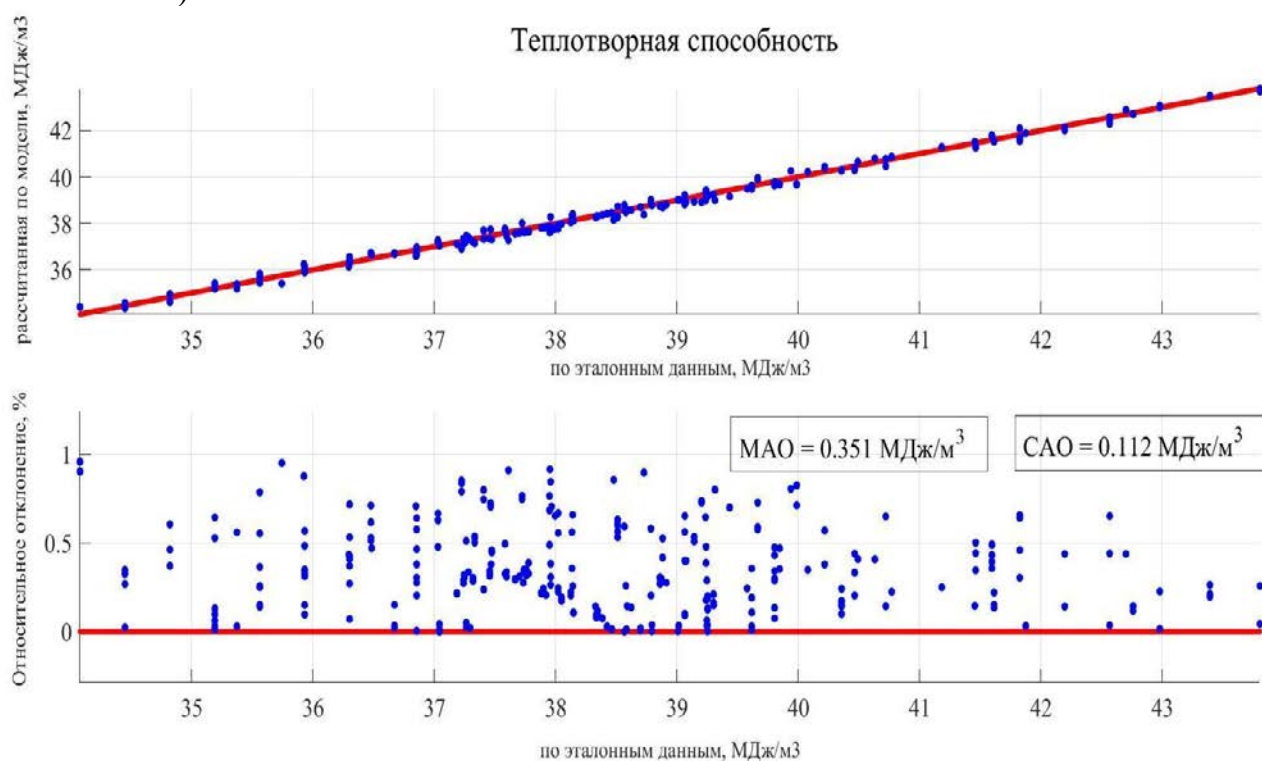 )
Теплотворная способность
рассчитанная по модели, МДж/м3
42
40
38
36
35 36 37 38 39 40 41 42 43
по эталонным данным, МДж/м3
Относительное отклонение, %
MAO = 0.351 МДж/м³ CAO = 0.112 МДж/м³
1
0.5
0
35 36 37 38 39 40 41 42 43
по эталонным данным, МДж/м3